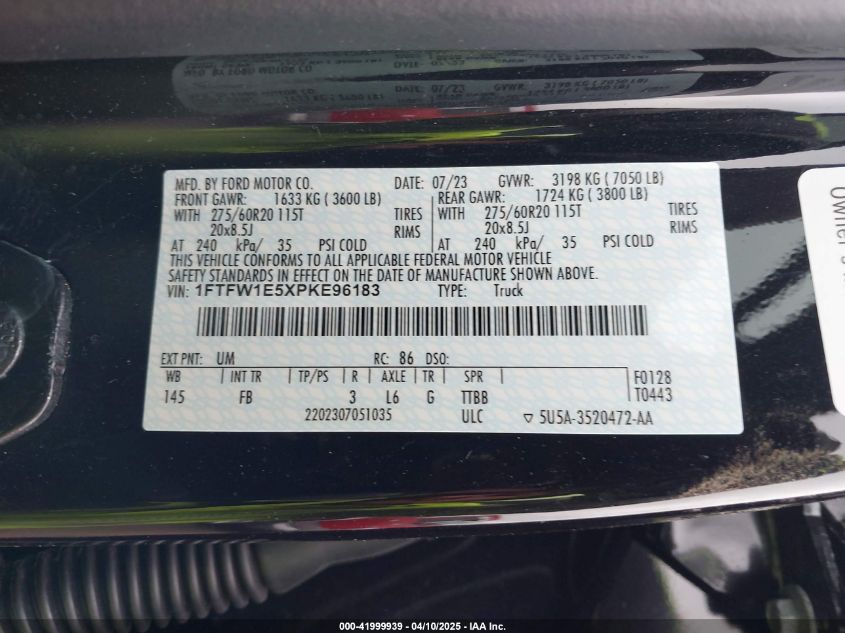 MFD. BY FORD MOTOR CO. DATE: 07/23 GVWR: 3198 KG ( 7050 LB)
FRONT GAWR: 1633 KG ( 3600 LB) REAR GAWR: 1724 KG ( 3800 LB)
WITH 275/60R20 115T TIRES WITH 275/60R20 115T TIRES
20x8.5J RIMS 20x8.5J RIMS
AT 240 kPa/ 35 PSI COLD AT 240 kPa/ 35 PSI COLD
THIS VEHICLE CONFORMS TO ALL APPLICABLE FEDERAL MOTOR VEHICLE
SAFETY STANDARDS IN EFFECT ON THE DATE OF MANUFACTURE SHOWN ABOVE.
VIN: 1FTFW1E5XPKE96183 TYPE: Truck
EXT PNT: UM RC: 86 DSO:
WB INT TR TP/PS R AXLE TR SPR F0128
145 FB 3 L6 G TTBB T0443
2202307051035 ULC 5U5A-3520472-AA
000-41999939 - 04/10/2025 - IAA Inc.